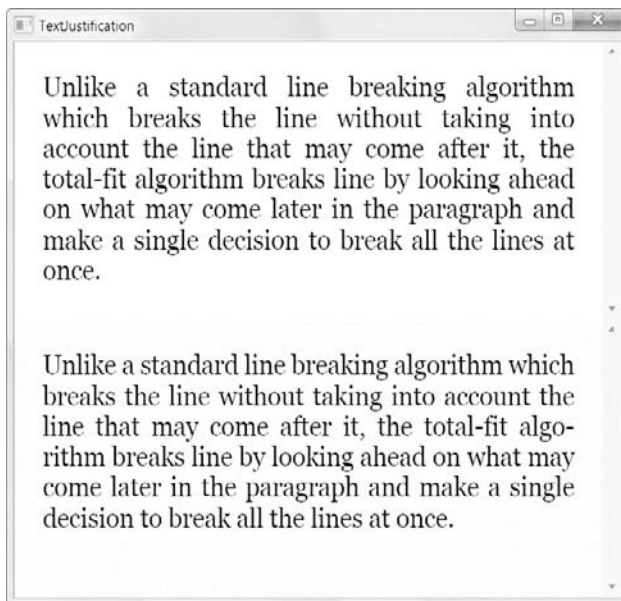 TextJustification
Unlike a standard line breaking algorithm
which breaks the line without taking into
account the line that may come after it, the
total-fit algorithm breaks line by looking ahead
on what may come later in the paragraph and
make a single decision to break all the lines at
once.
Unlike a standard line breaking algorithm which
breaks the line without taking into account the
line that may come after it, the total-fit algo-
rithm breaks line by looking ahead on what may
come later in the paragraph and make a single
decision to break all the lines at once.